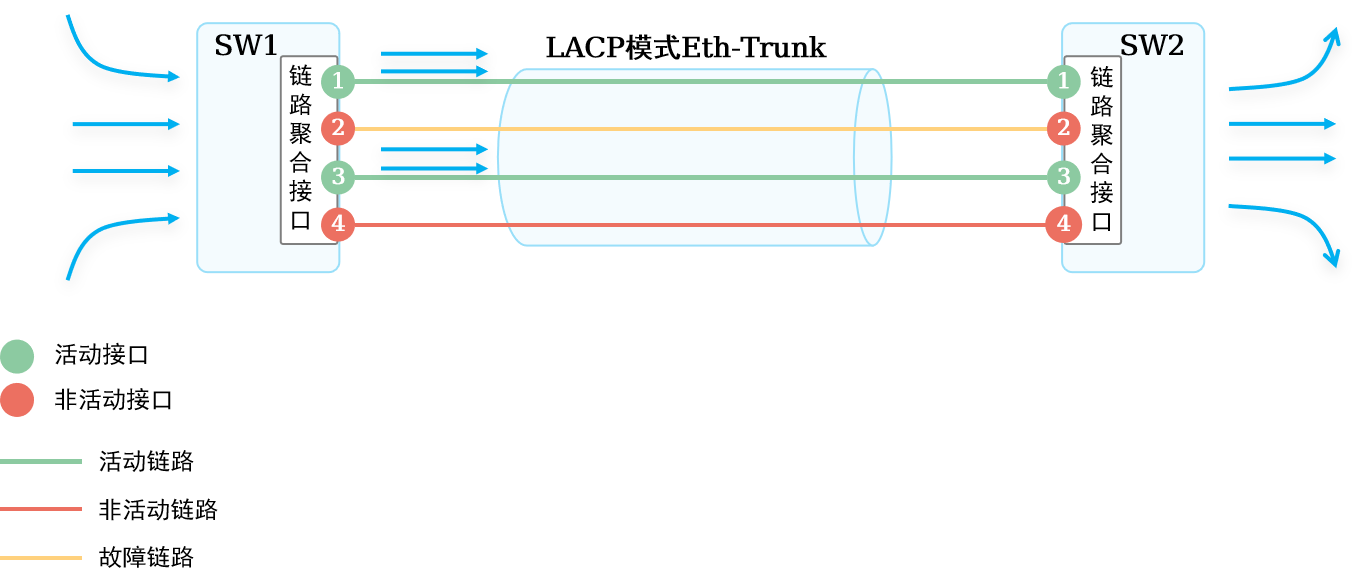 SW1
LACP模式Eth-Trunk
SW2
链路聚合接口
1
2
3
4
1
2
3
4
链路聚合接口
活动接口
非活动接口
活动链路
非活动链路
故障链路